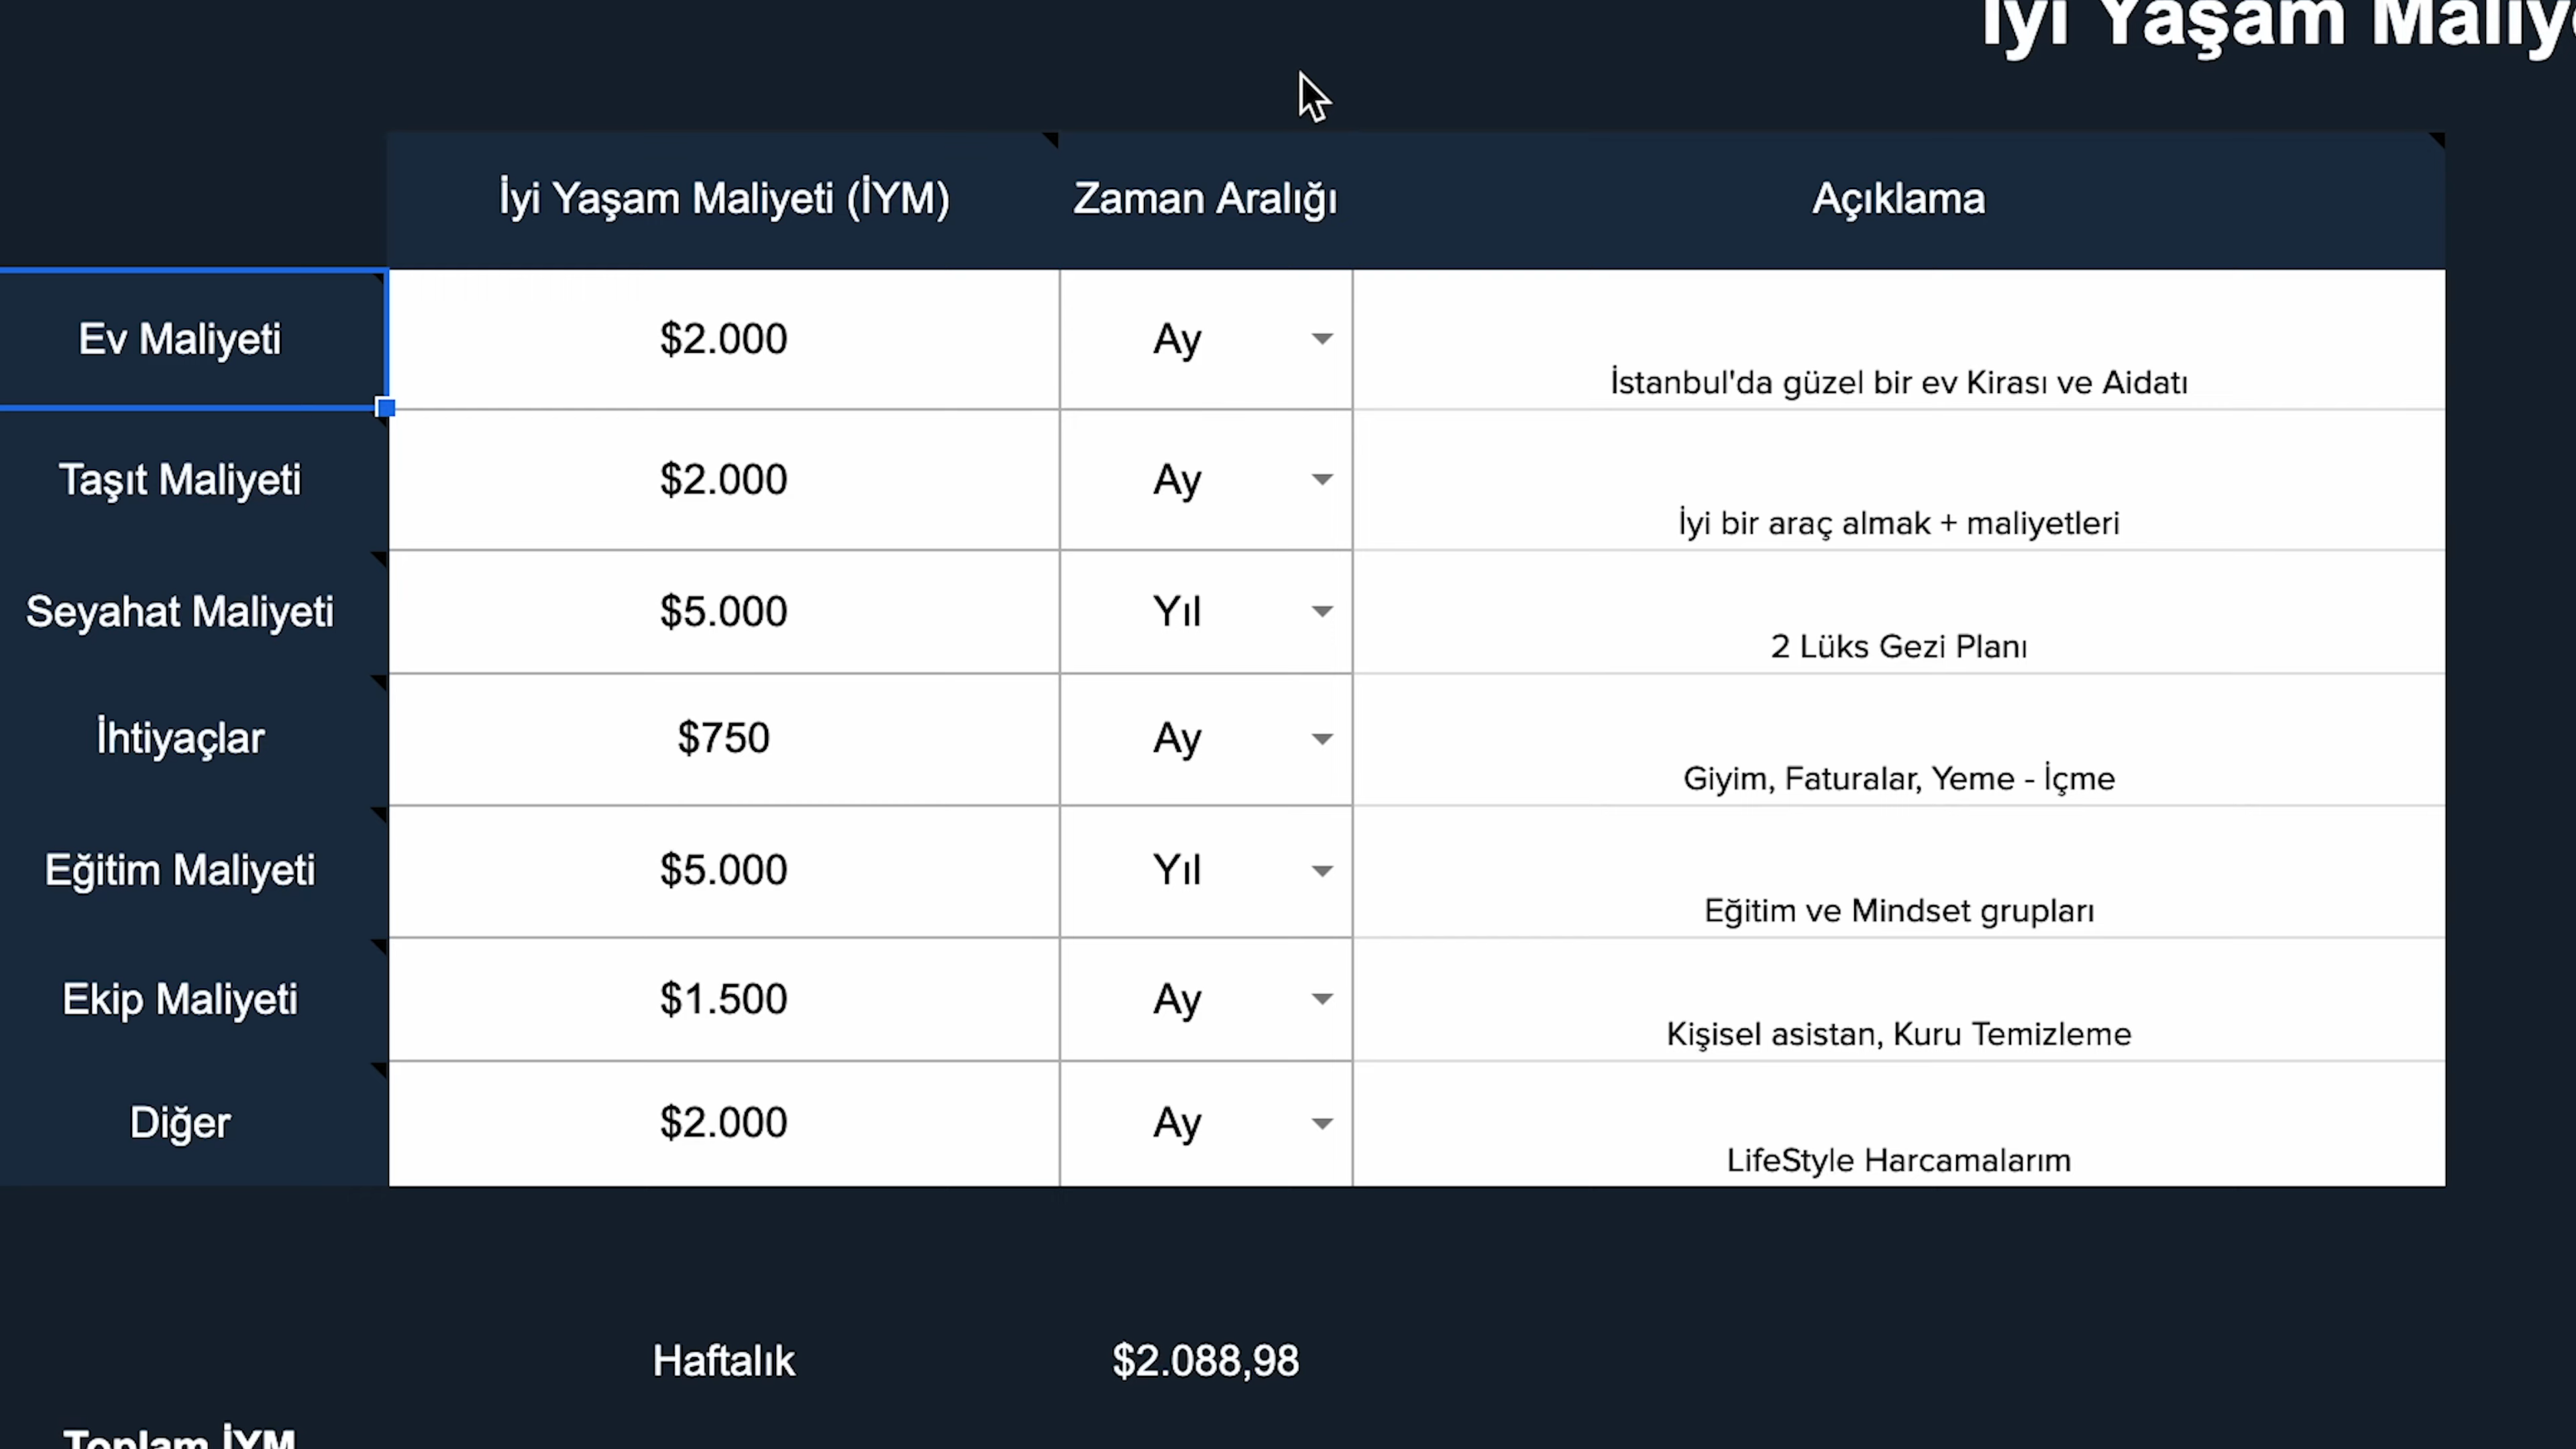 İyi Yaşam
İyi Yaşam Maliyeti (İYM) Zaman Aralığı Açıklama
Ev Maliyeti $2.000 Ay İstanbul'da güzel bir ev Kirası ve Aidatı
Taşıt Maliyeti $2.000 Ay İyi bir araç almak + maliyetleri
Seyahat Maliyeti $5.000 Yıl 2 Lüks Gezi Planı
İhtiyaçlar $750 Ay Giyim, Faturalar, Yeme - İçme
Eğitim Maliyeti $5.000 Yıl Eğitim ve Mindset grupları
Ekip Maliyeti $1.500 Ay Kişisel asistan, Kuru Temizleme
Diğer $2.000 Ay LifeStyle Harcamalarım
Haftalık $2.088,98
Toplam İYM